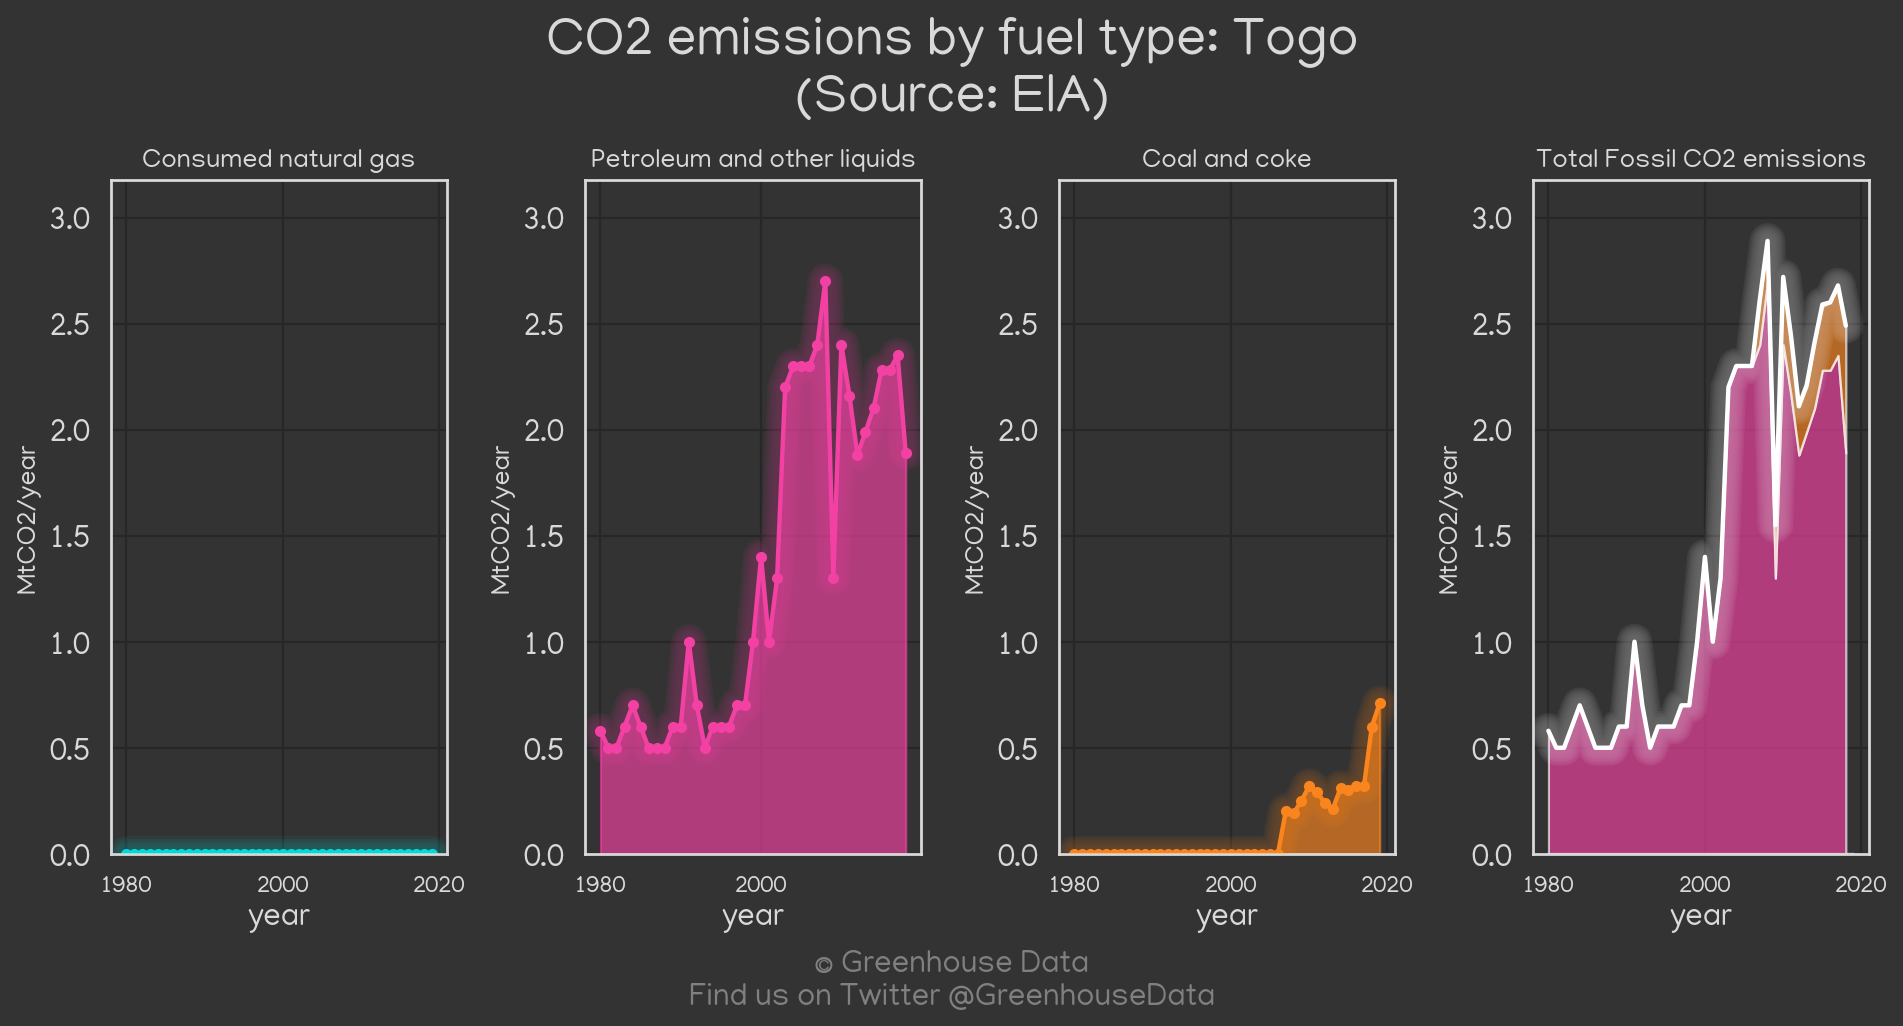 CO2 emissions by fuel type: Togo
(Source: EIA)
Consumed natural gas
Petroleum and other liquids
Coal and coke
Total Fossil CO2 emissions
MtCO2/year
3.0
2.5
2.0
1.5
1.0
0.5
0.0
1980
2000
2020
year
MtCO2/year
3.0
2.5
2.0
1.5
1.0
0.5
0.0
1980
2000
year
MtCO2/year
3.0
2.5
2.0
1.5
1.0
0.5
0.0
1980
2000
2020
year
MtCO2/year
3.0
2.5
2.0
1.5
1.0
0.5
0.0
1980
2000
2020
year
© Greenhouse Data
Find us on Twitter @GreenhouseData